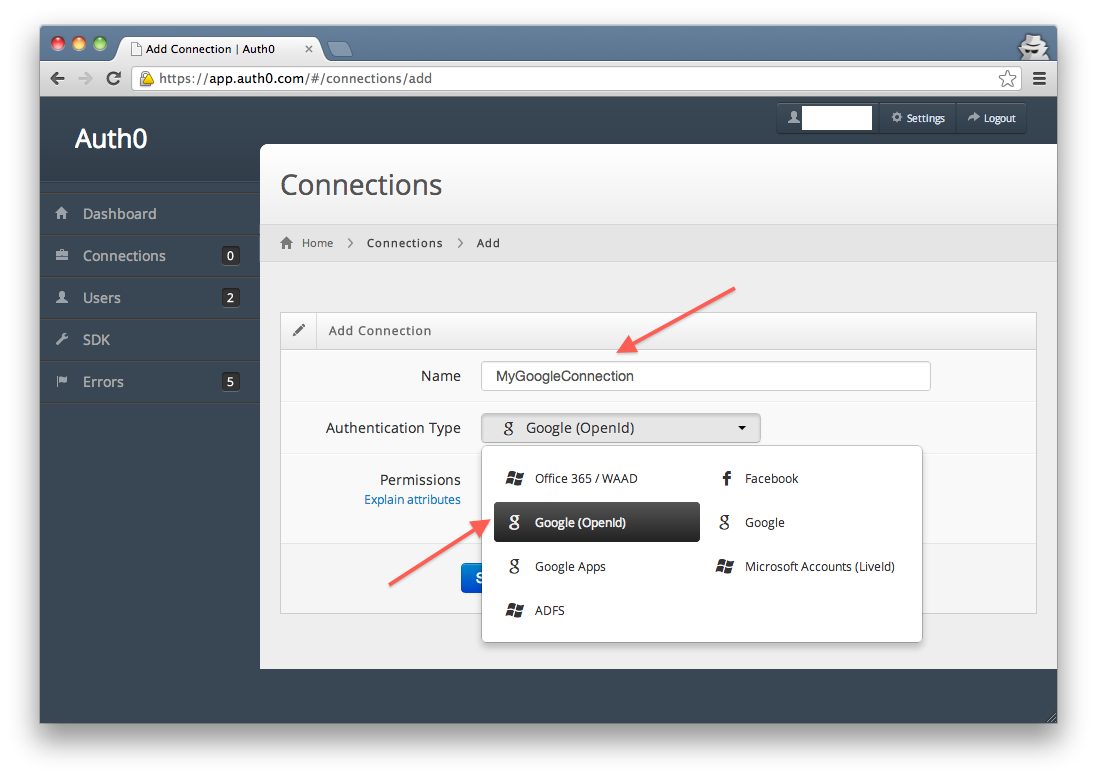 Add Connection | Auth0
https://app.auth0.com/#/connections/add
Settings
Logout
Auth0
Dashboard
Connections 0
Users 2
SDK
Errors 5
Connections
Home Connections Add
Add Connection
Name MyGoogleConnection
Authentication Type Google (OpenId)
Permissions
Explain attributes
Office 365 / WAAD Facebook
Google (OpenId) Google
Google Apps Microsoft Accounts (LiveId)
ADFS